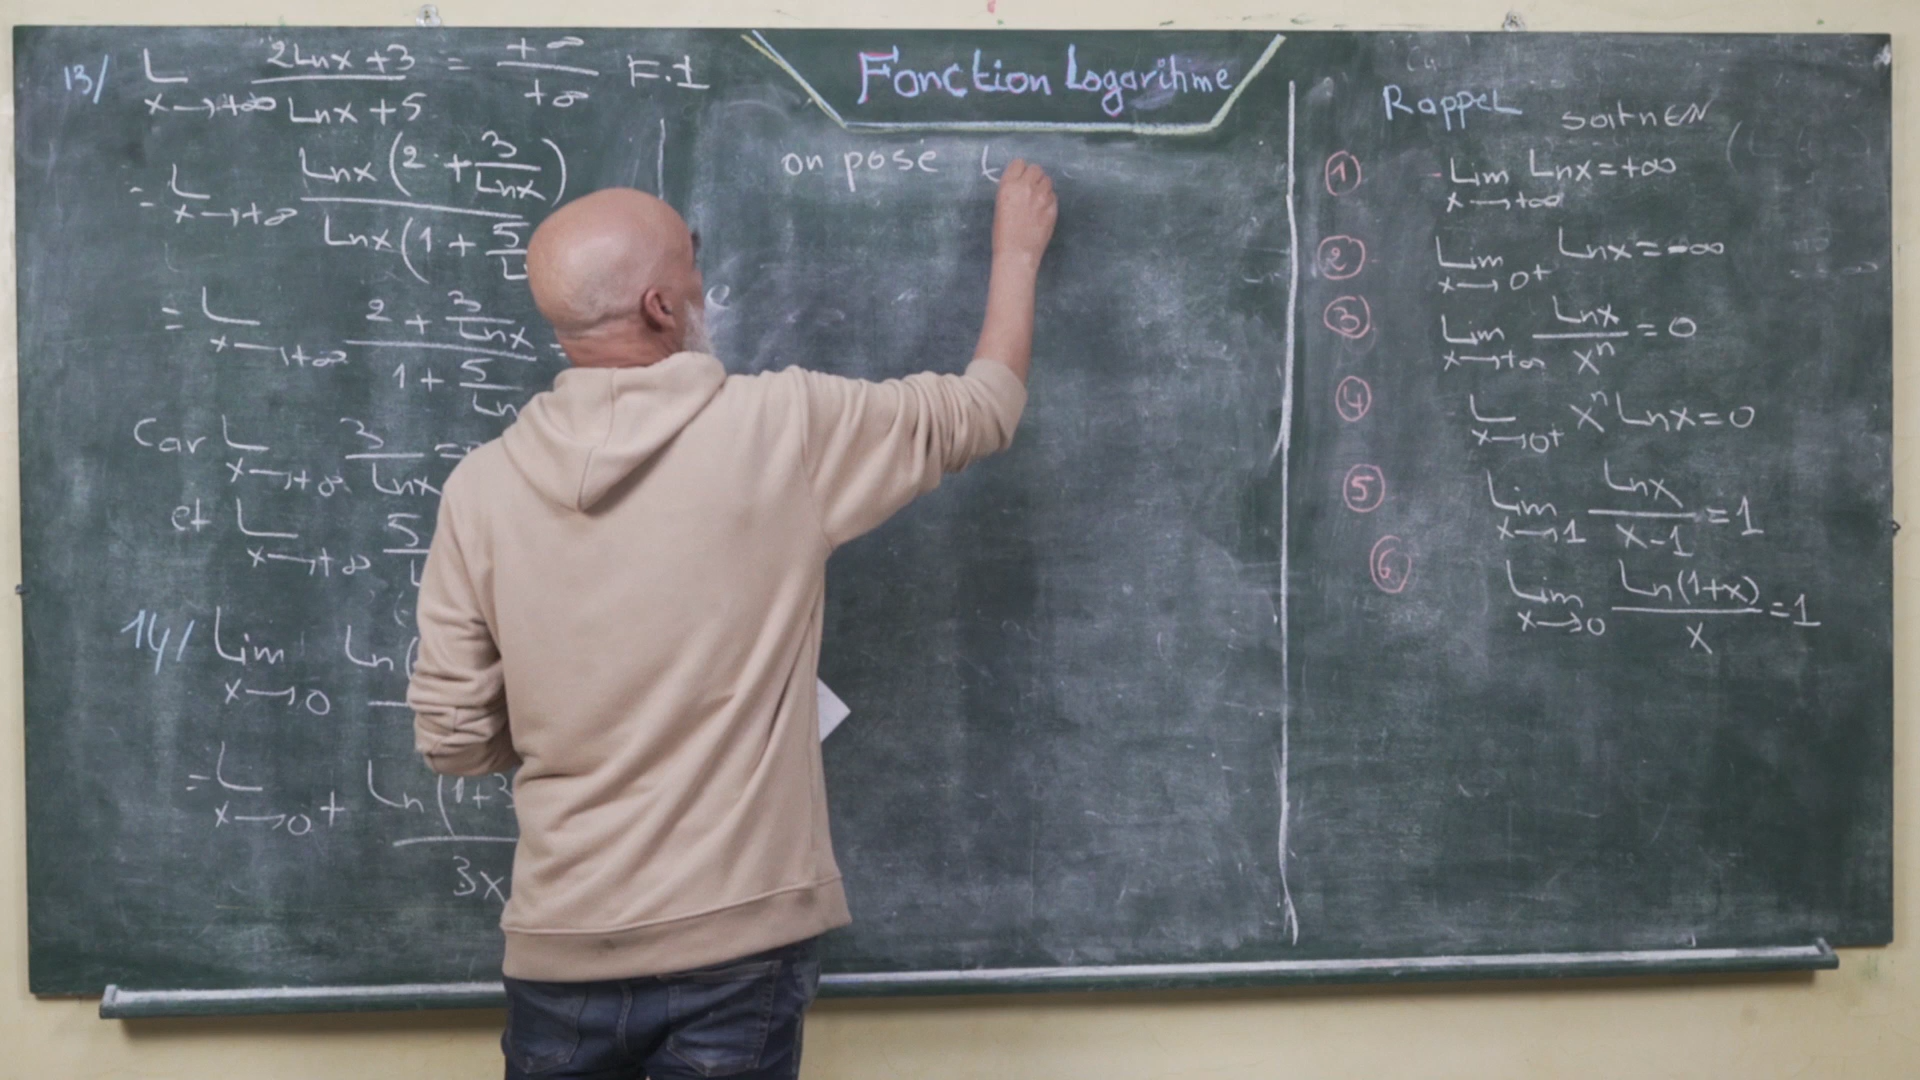 Fonction Logarithme
13/ L x→+∞ 2Lnx+3 / Lnx+5 = +∞ / +∞ F.I
= L x→+∞ Lnx(2 + 3/Lnx) / Lnx(1 + 5/L
= L x→+∞ 2 + 3/Lnx / 1 + 5/Ln =
Car L x→+∞ 3/Lnx =
et L x→+∞ 5/L
14/ Lim x→0 Ln(
= L x→0+ Ln(1+3 / 3x
on pose t
Rappel soit n∈N
① Lim x→+∞ Lnx=+∞
② Lim x→0+ Lnx=-∞
③ Lim x→+∞ Lnx / xⁿ = 0
④ L x→0+ xⁿLnx=0
⑤ Lim x→1 Lnx / x-1 = 1
⑥ Lim x→0 Ln(1+x) / x = 1